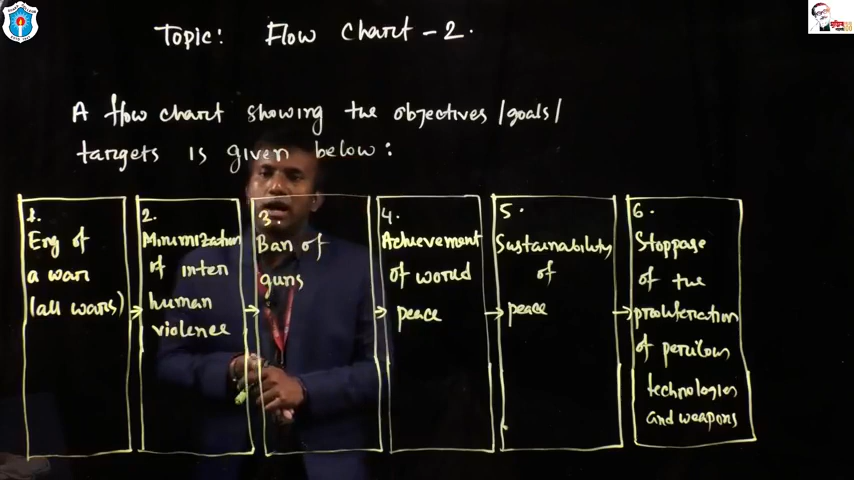 Topic: Flow Chart - 2.
A flow chart showing the objectives/goals/
targets is given below:
1.
Eng of
a war
(all wars)
2.
Minimization
of inter
human
violence
3.
Ban of
guns
4.
Achievement
of world
peace
5.
Sustainability
of
peace
6.
Stoppage
of the
proliferation
of perilous
technologies
and weapons